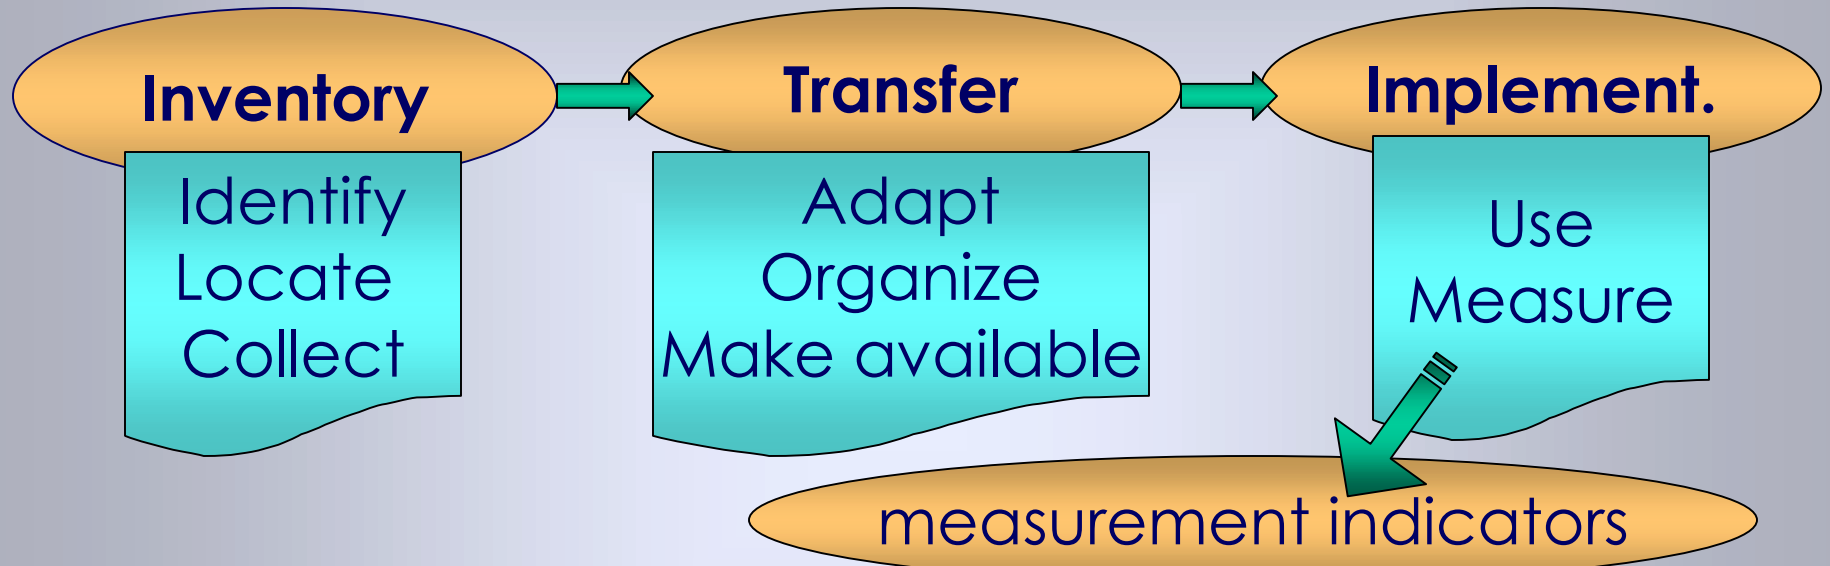 Inventory
Identify
Locate
Collect
Transfer
Adapt
Organize
Make available
Implement.
Use
Measure
measurement indicators